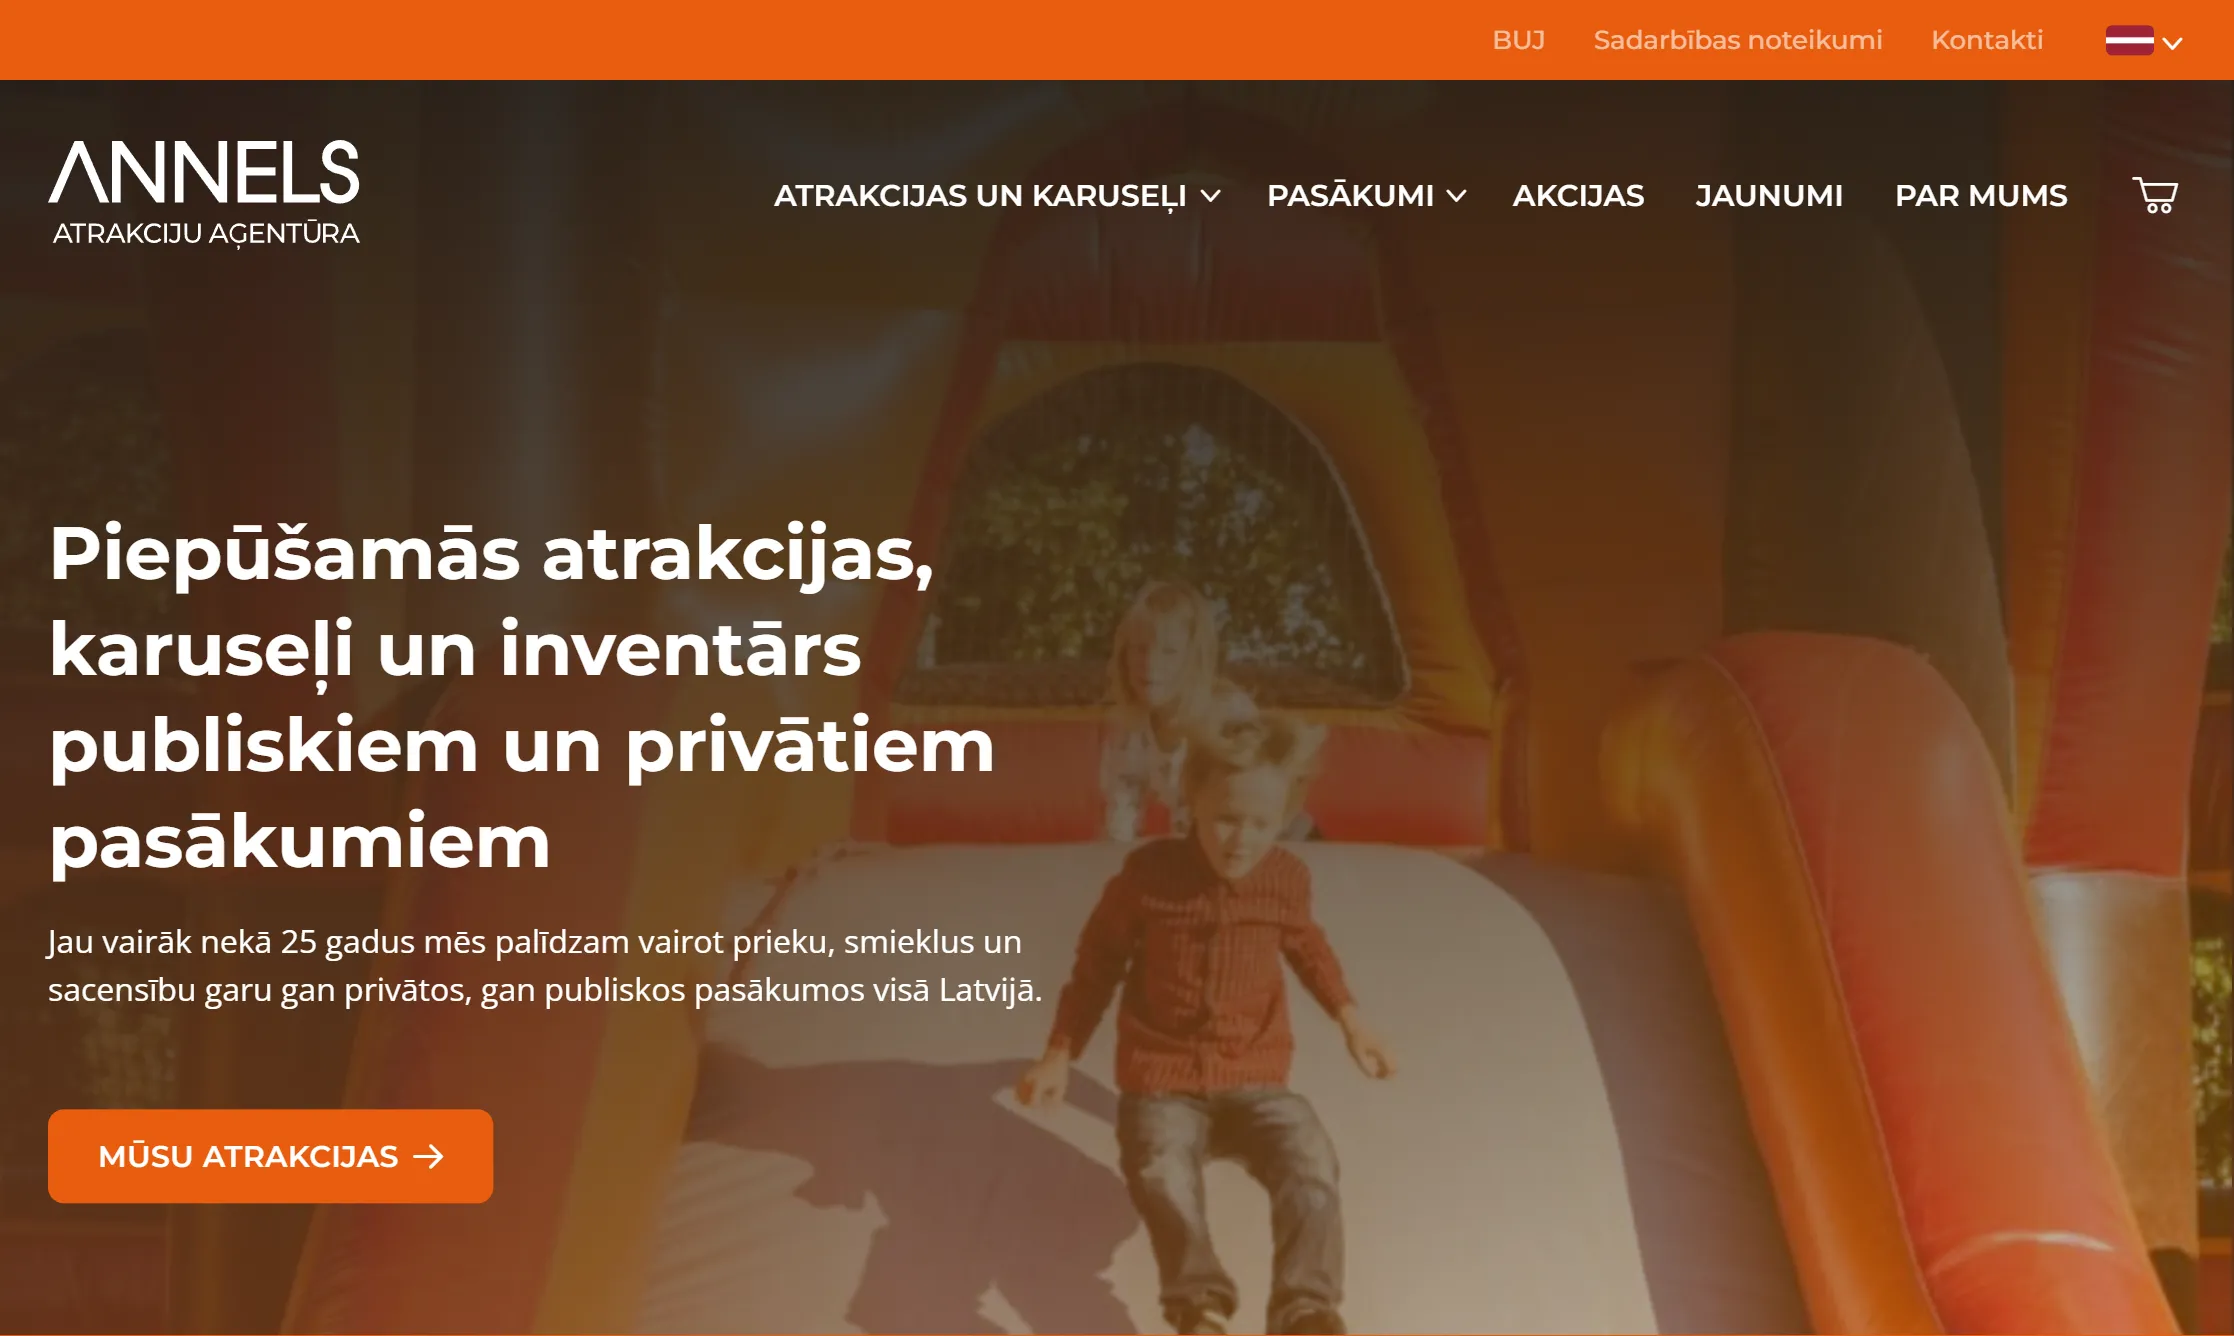 BUJ Sadarbības noteikumi Kontakti
ANNELS
ATRAKCIJU AĢENTŪRA
ATRAKCIJAS UN KARUSEĻI PASĀKUMI AKCIJAS JAUNUMI PAR MUMS
Piepūšamās atrakcijas,
karuseļi un inventārs
publiskiem un privātiem
pasākumiem
Jau vairāk nekā 25 gadus mēs palīdzam vairot prieku, smieklus un
sacensību garu gan privātos, gan publiskos pasākumos visā Latvijā.
MŪSU ATRAKCIJAS →